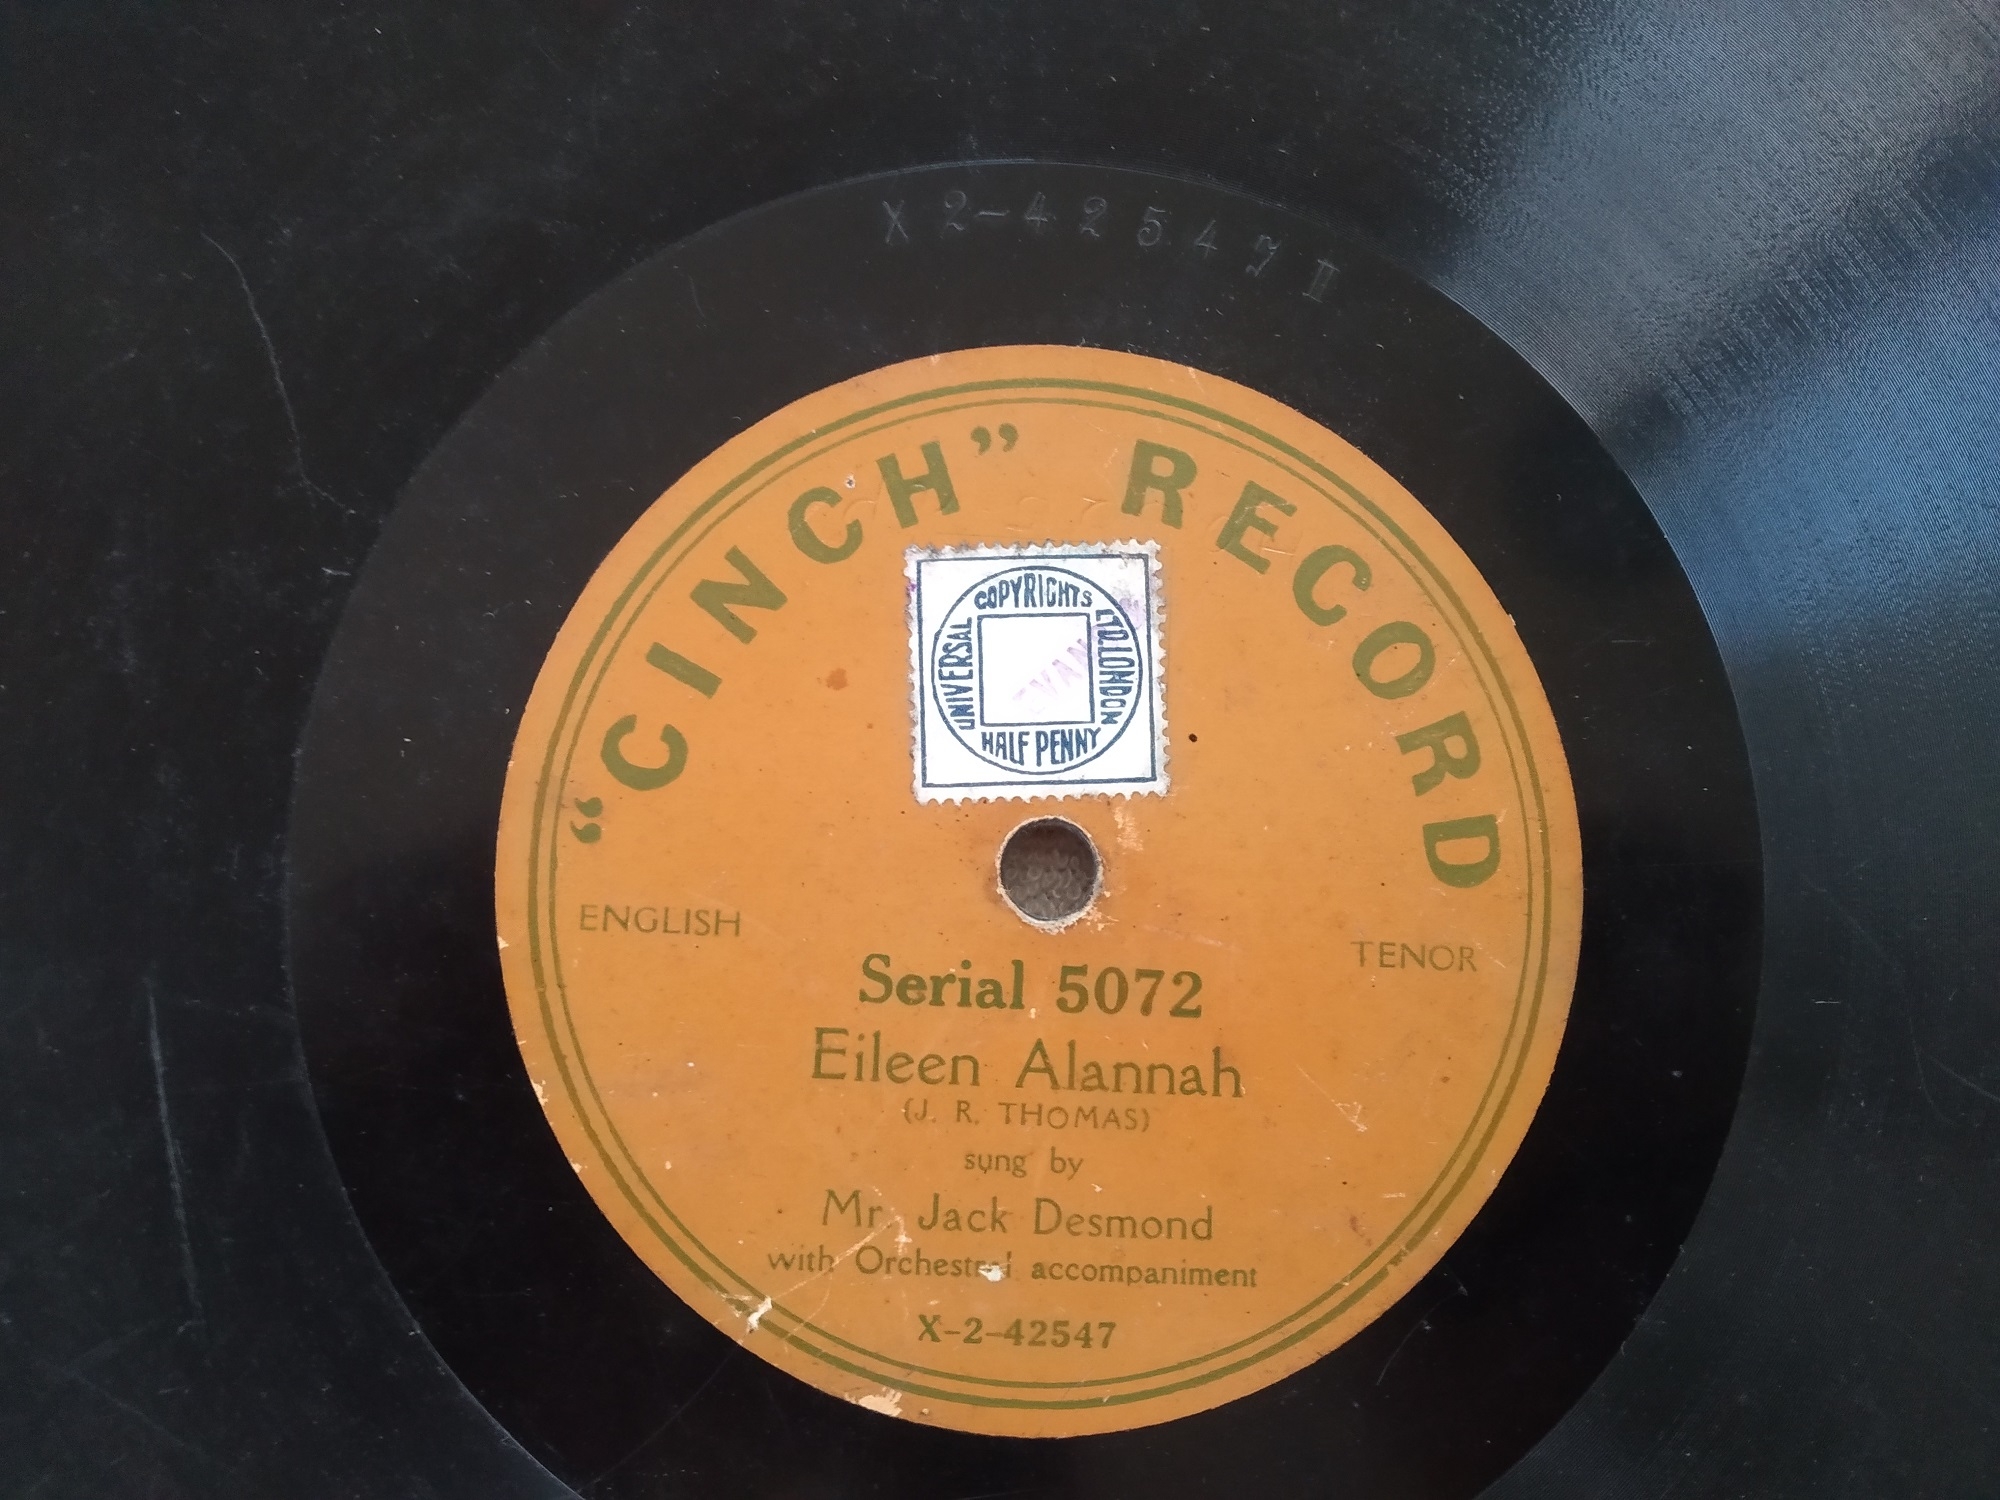 X 2-42547 II
“CINCH” RECORD
COPYRIGHTS
UNIVERSAL
LTD. LONDON
HALF PENNY
ENGLISH
TENOR
Serial 5072
Eileen Alannah
(J. R. THOMAS)
sung by
Mr. Jack Desmond
with Orchestral accompaniment
X-2-42547